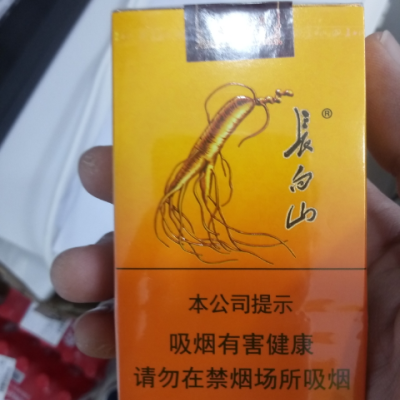 長白山®
本公司提示
吸烟有害健康
请勿在禁烟场所吸烟